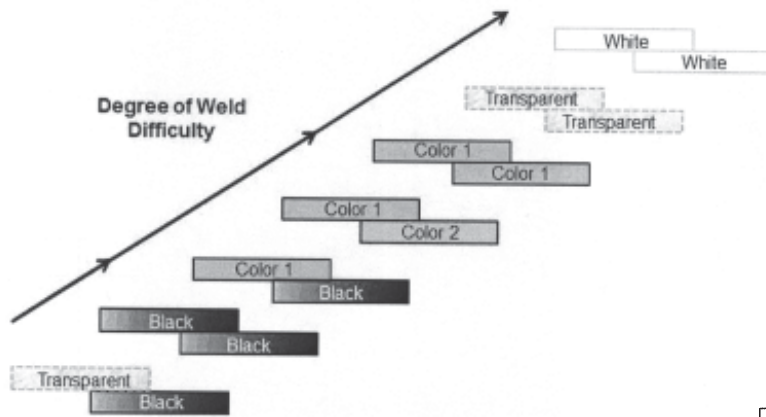 White
White
Degree of Weld
Difficulty
Transparent
Transparent
Color 1
Color 1
Color 1
Color 2
Color 1
Black
Black
Black
Transparent
Black